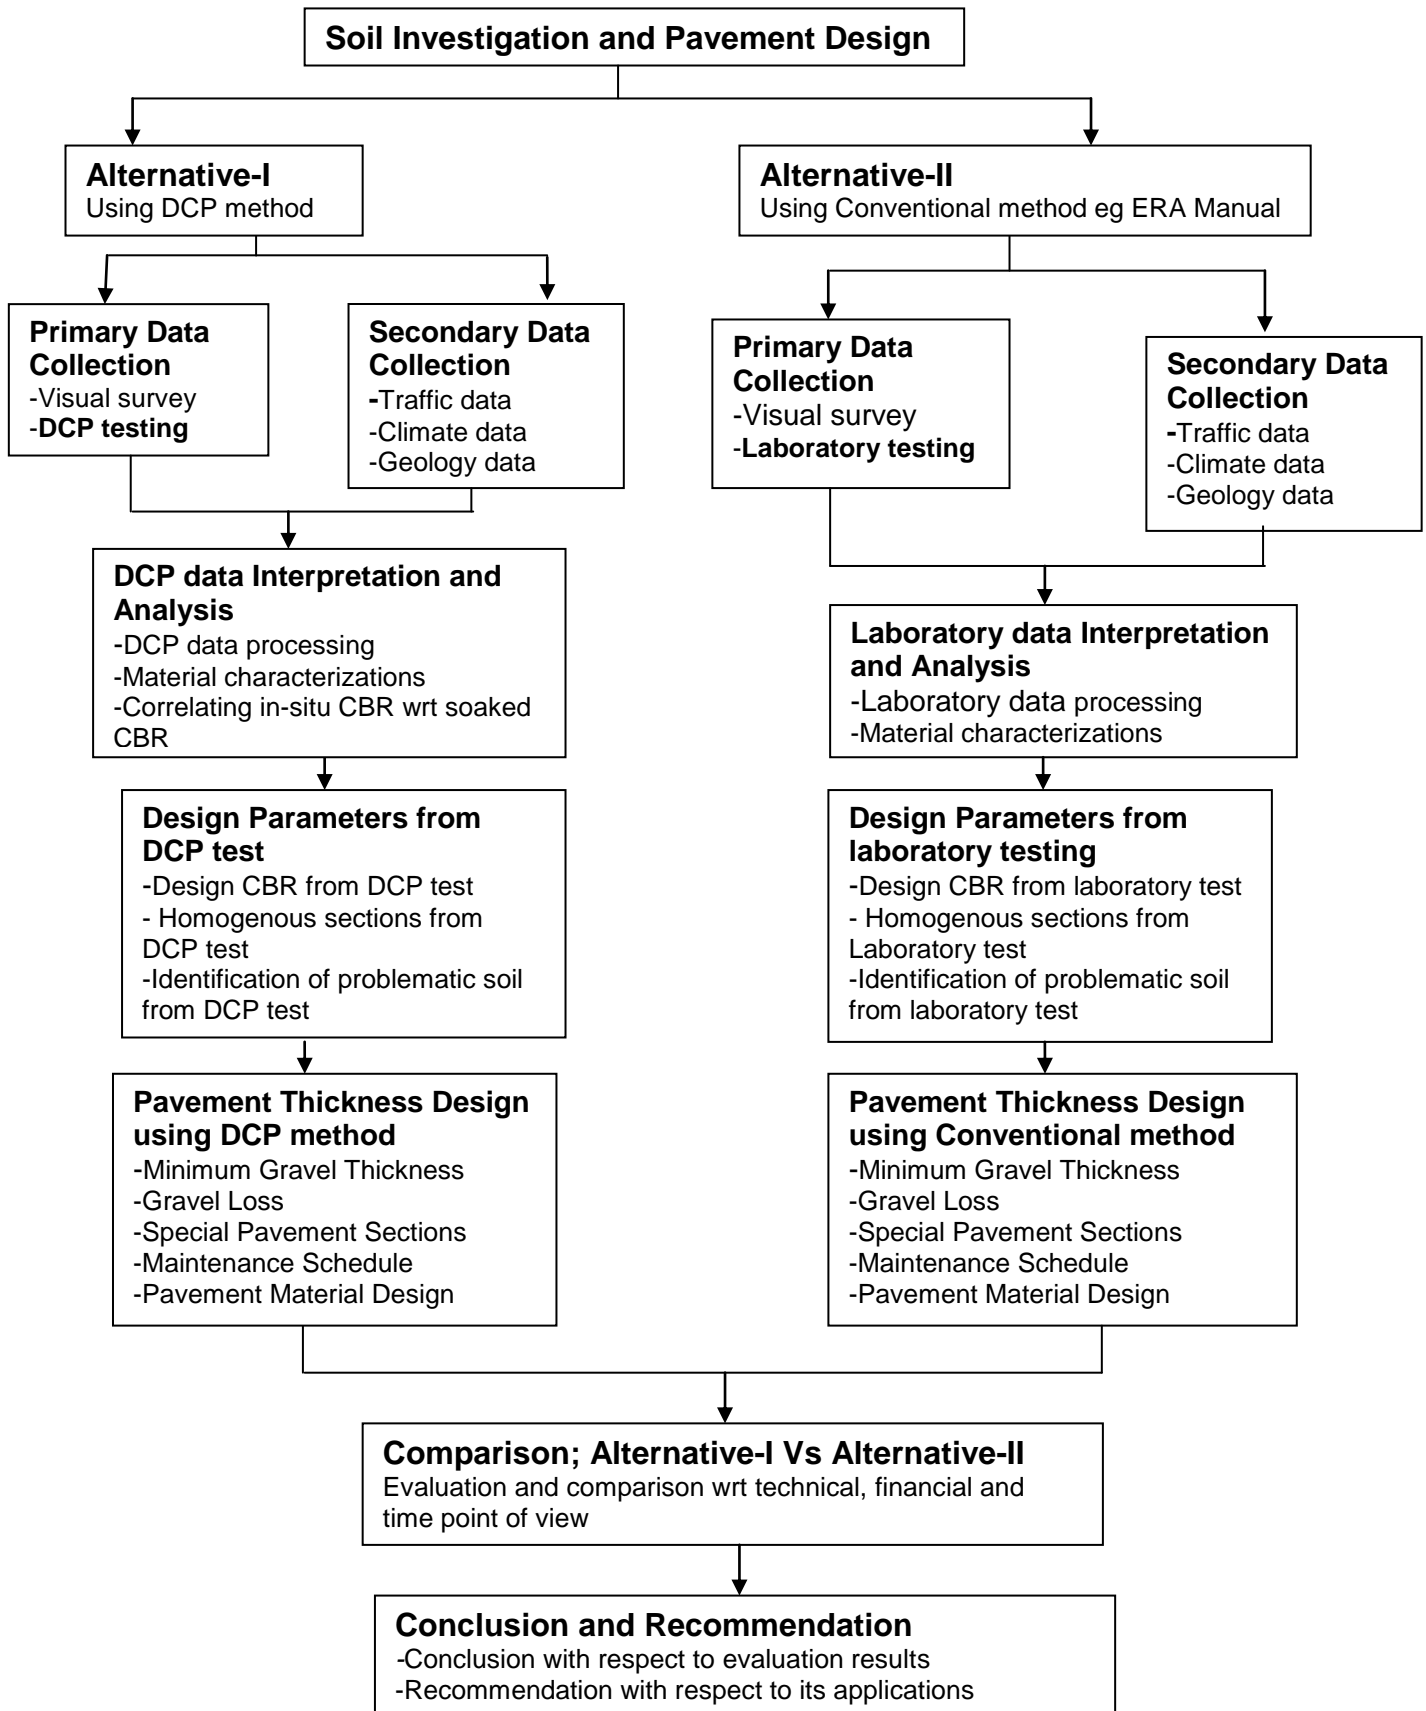 Soil Investigation and Pavement Design
Alternative-I
Using DCP method
Alternative-II
Using Conventional method eg ERA Manual
Primary Data
Collection
-Visual survey
-DCP testing
Secondary Data
Collection
-Traffic data
-Climate data
-Geology data
Primary Data
Collection
-Visual survey
-Laboratory testing
Secondary Data
Collection
-Traffic data
-Climate data
-Geology data
DCP data Interpretation and
Analysis
-DCP data processing
-Material characterizations
-Correlating in-situ CBR wrt soaked
CBR
Laboratory data Interpretation
and Analysis
-Laboratory data processing
-Material characterizations
Design Parameters from
DCP test
-Design CBR from DCP test
- Homogenous sections from
DCP test
-Identification of problematic soil
from DCP test
Design Parameters from
laboratory testing
-Design CBR from laboratory test
- Homogenous sections from
Laboratory test
-Identification of problematic soil
from laboratory test
Pavement Thickness Design
using DCP method
-Minimum Gravel Thickness
-Gravel Loss
-Special Pavement Sections
-Maintenance Schedule
-Pavement Material Design
Pavement Thickness Design
using Conventional method
-Minimum Gravel Thickness
-Gravel Loss
-Special Pavement Sections
-Maintenance Schedule
-Pavement Material Design
Comparison; Alternative-I Vs Alternative-II
Evaluation and comparison wrt technical, financial and
time point of view
Conclusion and Recommendation
-Conclusion with respect to evaluation results
-Recommendation with respect to its applications